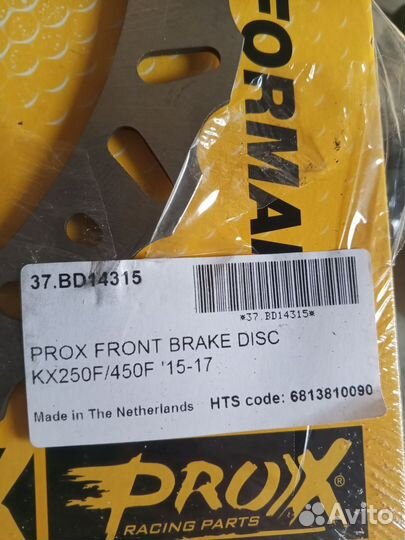 FORMAN
37.BD14315
*37.BD14315*
PROX FRONT BRAKE DISC
KX250F/450F '15-17
Made in The Netherlands
HTS code: 6813810090
PROX®
RACING PARTS
Avito